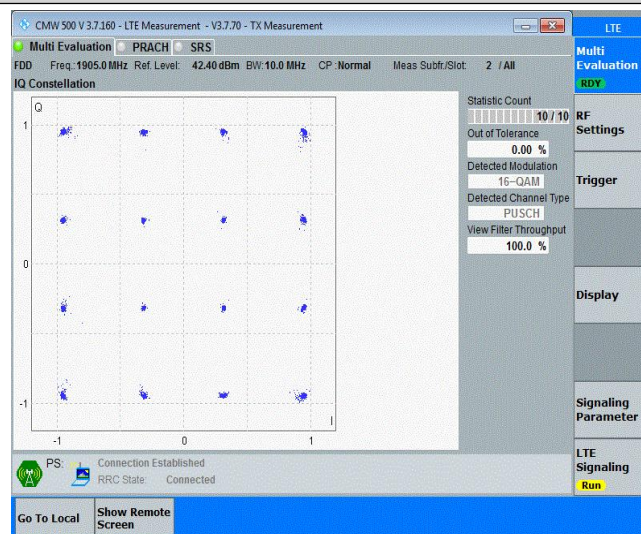 CMW 500 V 3.7.160 - LTE Measurement - V3.7.70 - TX Measurement
LTE
Multi Evaluation PRACH SRS
FDD Freq.: 1905.0 MHz Ref. Level: 42.40 dBm BW: 10.0 MHz CP : Normal Meas Subfr./Slot: 2 / All
IQ Constellation
Q
1
0
-1
-1 0 1
I
Statistic Count
10 / 10
Out of Tolerance
0.00 %
Detected Modulation
16-QAM
Detected Channel Type
PUSCH
View Filter Throughput
100.0 %
Multi
Evaluation
RDY
RF
Settings
Trigger
Display
Signaling
Parameter
LTE
Signaling
Run
PS: Connection Established
RRC State: Connected
Go To Local
Show Remote
Screen